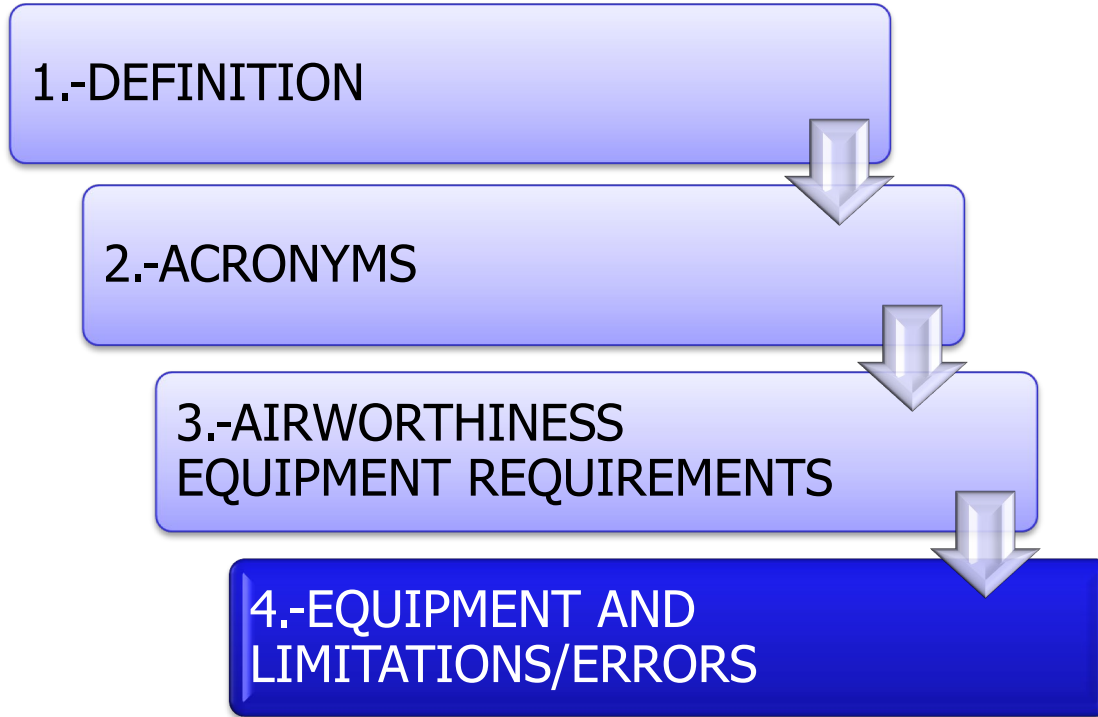 1.-DEFINITION
2.-ACRONYMS
3.-AIRWORTHINESS
EQUIPMENT REQUIREMENTS
4.-EQUIPMENT AND
LIMITATIONS/ERRORS